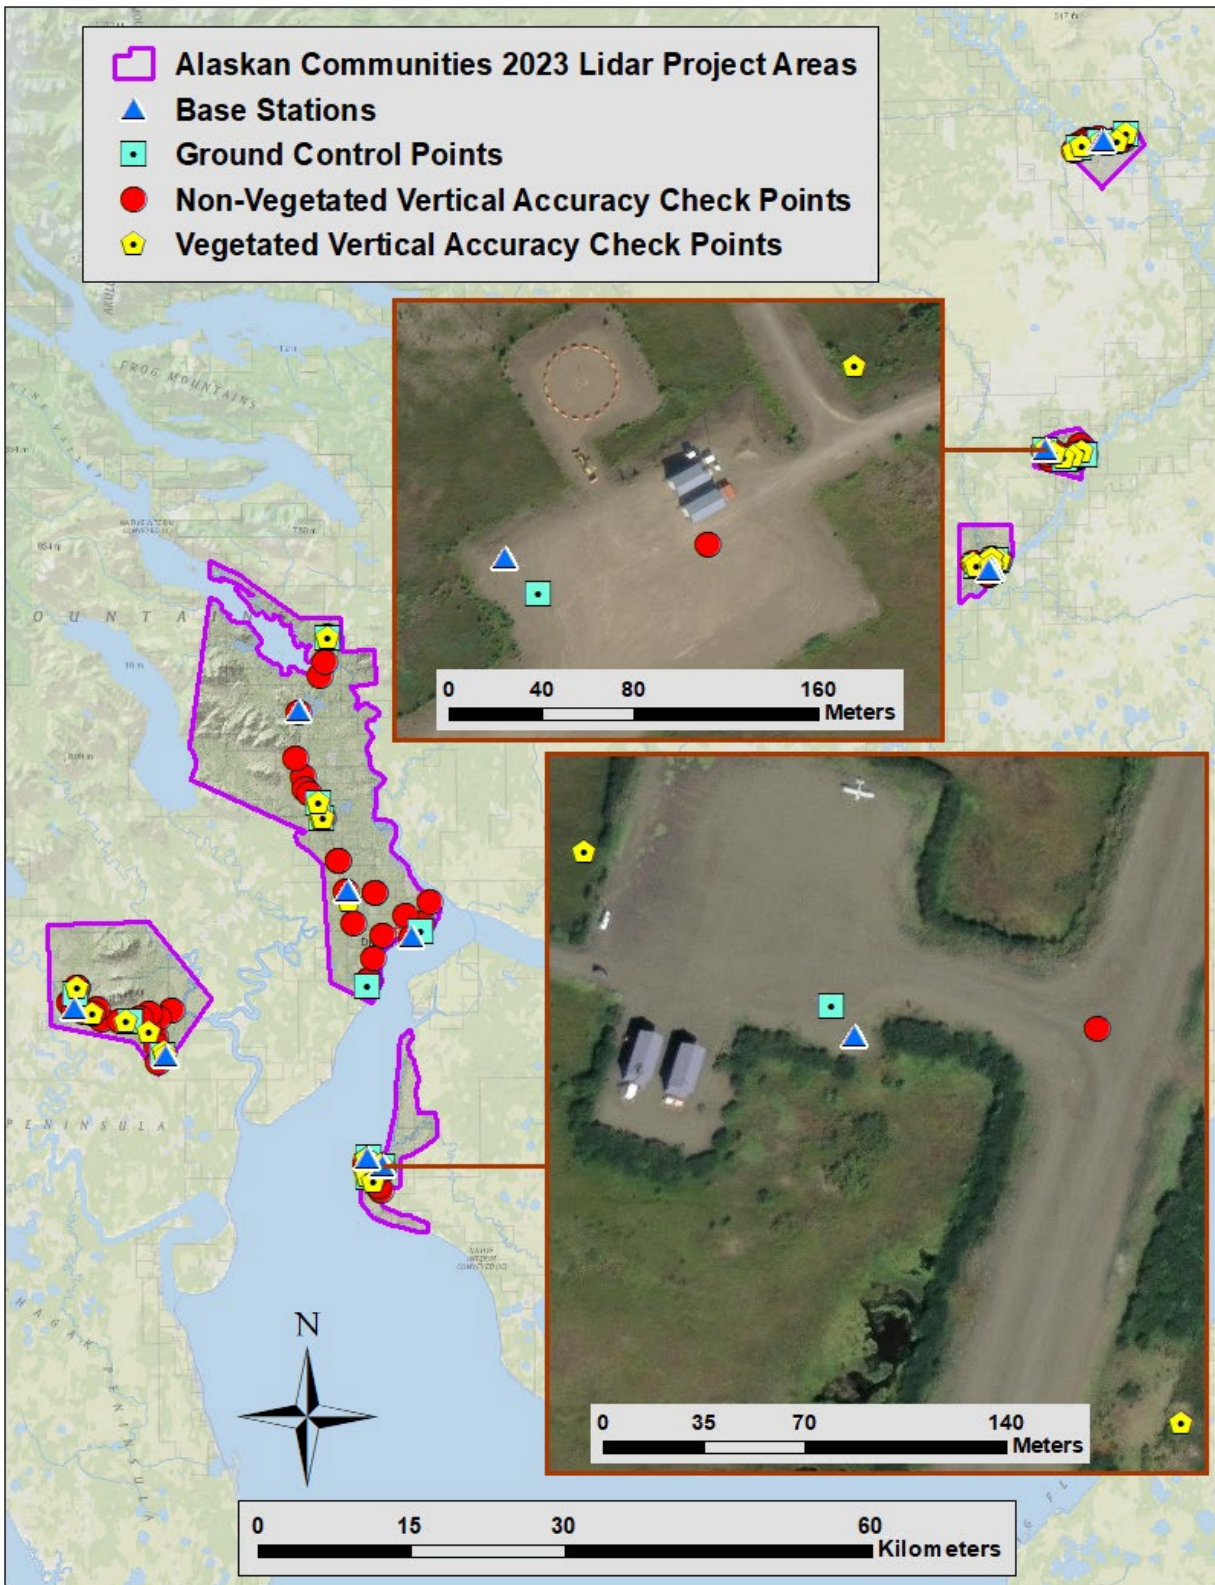 Alaskan Communities 2023 Lidar Project Areas
Base Stations
Ground Control Points
Non-Vegetated Vertical Accuracy Check Points
Vegetated Vertical Accuracy Check Points
FROG MOUNTAINS
0 40 80 160
Meters
0 35 70 140
Meters
PENINSULA
N
PENINSULA
0 15 30 60
Kilometers